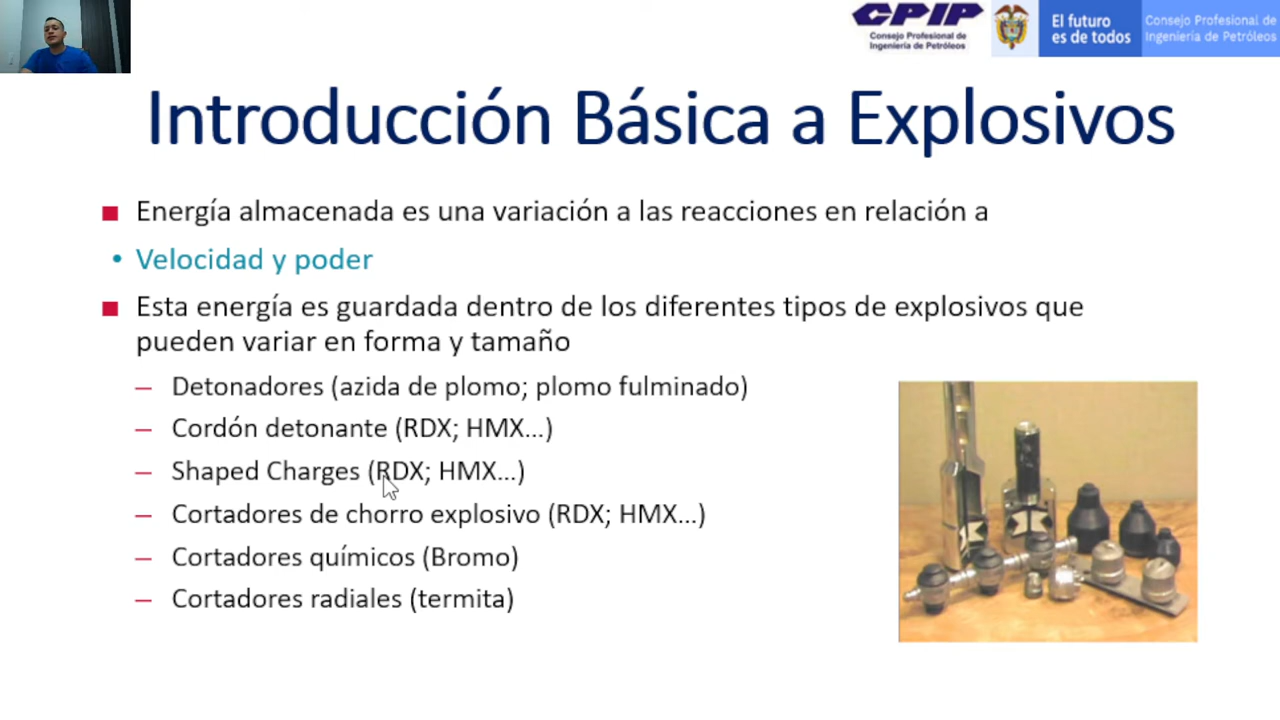 CPIP
Consejo Profesional de
Ingeniería de Petróleos
El futuro
es de todos
Consejo Profesional de
Ingeniería de Petróleos
Introducción Básica a Explosivos
Energía almacenada es una variación a las reacciones en relación a
Velocidad y poder
Esta energía es guardada dentro de los diferentes tipos de explosivos que
pueden variar en forma y tamaño
Detonadores (azida de plomo; plomo fulminado)
Cordón detonante (RDX; HMX...)
Shaped Charges (RDX; HMX...)
Cortadores de chorro explosivo (RDX; HMX...)
Cortadores químicos (Bromo)
Cortadores radiales (termita)